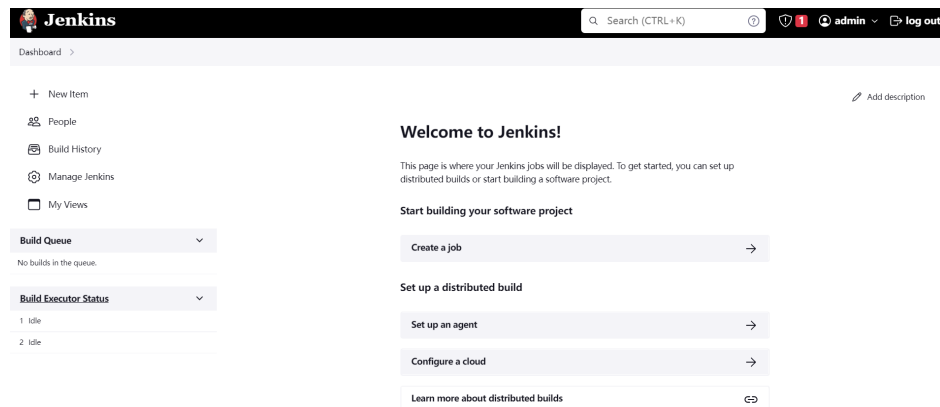 Jenkins
Search (CTRL+K)
1
admin
log out
Dashboard
New Item
People
Build History
Manage Jenkins
My Views
Build Queue
No builds in the queue.
Build Executor Status
1 Idle
2 Idle
Add description
Welcome to Jenkins!
This page is where your Jenkins jobs will be displayed. To get started, you can set up
distributed builds or start building a software project.
Start building your software project
Create a job
Set up a distributed build
Set up an agent
Configure a cloud
Learn more about distributed builds